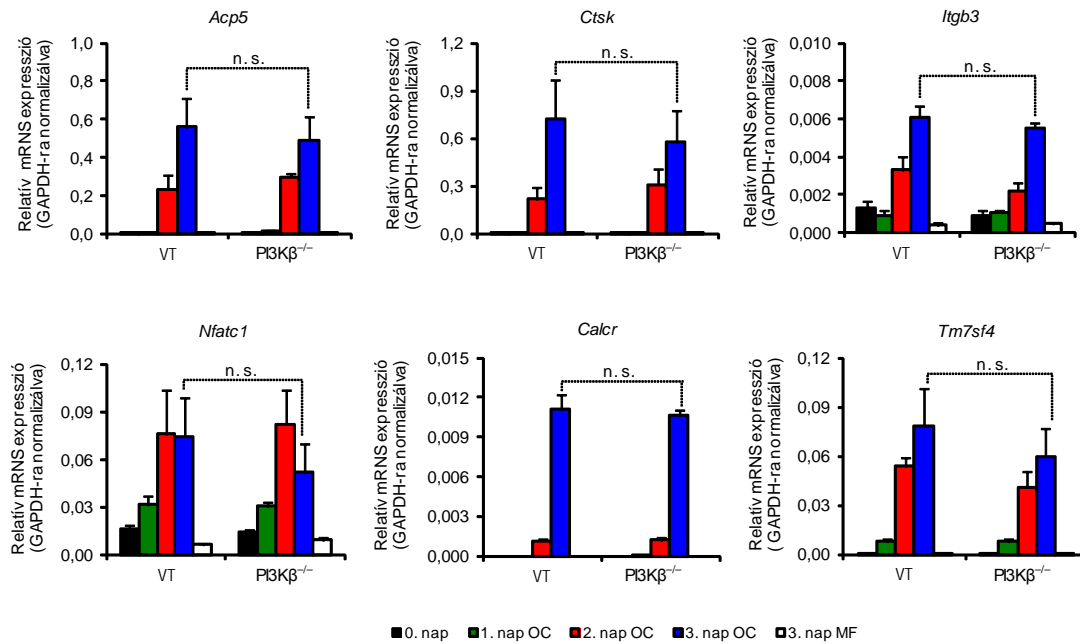 Acp5
Relatív mRNS expresszió
(GAPDH-ra normalizálva)
1,0
0,8
0,6
0,4
0,2
0,0
n. s.
VT
PI3Kβ⁻/⁻
Ctsk
Relatív mRNS expresszió
(GAPDH-ra normalizálva)
1,2
0,9
0,6
0,3
0,0
n. s.
VT
PI3Kβ⁻/⁻
Itgb3
Relatív mRNS expresszió
(GAPDH-ra normalizálva)
0,010
0,008
0,006
0,004
0,002
0,000
n. s.
VT
PI3Kβ⁻/⁻
Nfatc1
Relatív mRNS expresszió
(GAPDH-ra normalizálva)
0,12
0,09
0,06
0,03
0,00
n. s.
VT
PI3Kβ⁻/⁻
Calcr
Relatív mRNS expresszió
(GAPDH-ra normalizálva)
0,015
0,012
0,009
0,006
0,003
0,000
n. s.
VT
PI3Kβ⁻/⁻
Tm7sf4
Relatív mRNS expresszió
(GAPDH-ra normalizálva)
0,12
0,09
0,06
0,03
0,00
n. s.
VT
PI3Kβ⁻/⁻
0. nap 1. nap OC 2. nap OC 3. nap OC 3. nap MF